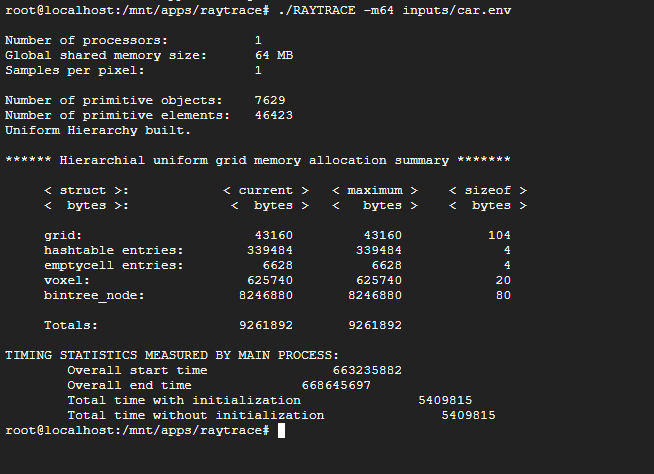 root@localhost:/mnt/apps/raytrace# ./RAYTRACE -m64 inputs/car.env
Number of processors: 1
Global shared memory size: 64 MB
Samples per pixel: 1
Number of primitive objects: 7629
Number of primitive elements: 46423
Uniform Hierarchy built.
****** Hierarchial uniform grid memory allocation summary *******
< struct >: < current > < maximum > < sizeof >
< bytes >: < bytes > < bytes > < bytes >
grid: 43160 43160 104
hashtable entries: 339484 339484 4
emptycell entries: 6628 6628 4
voxel: 625740 625740 20
bintree_node: 8246880 8246880 80
Totals: 9261892 9261892
TIMING STATISTICS MEASURED BY MAIN PROCESS:
Overall start time 663235882
Overall end time 668645697
Total time with initialization 5409815
Total time without initialization 5409815
root@localhost:/mnt/apps/raytrace#